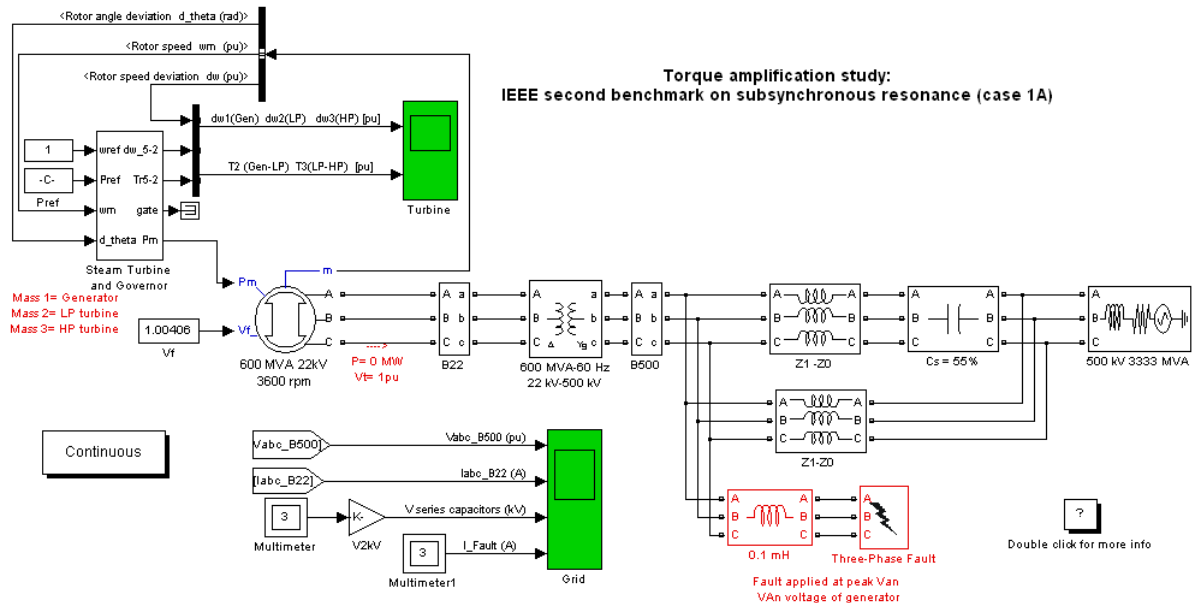 <Rotor angle deviation d_theta (rad)>
<Rotor speed wm (pu)>
<Rotor speed deviation dw (pu)>
Torque amplification study:
IEEE second benchmark on subsynchronous resonance (case 1A)
dw1(Gen) dw2(LP) dw3(HP) [pu]
T2 (Gen-LP) T3(LP-HP) [pu]
Turbine
1
-C-
Pref
wref dw_5-2
Pref Tr5-2
wm gate
d_theta Pm
Steam Turbine
and Governor
Mass 1= Generator
Mass 2= LP turbine
Mass 3= HP turbine
1.00406
Vf
Pm
m
Vf_
A
B
C
600 MVA 22kV
3600 rpm
P= 0 MW
Vt= 1pu
A a
B b
C c
B22
A a
B b
C c
Δ Yg
600 MVA-60 Hz
22 kV-500 kV
A a
B b
C c
B500
A A
B B
C C
Z1 -Z0
A A
B B
C C
Cs = 55%
A
B
C
500 kV 3333 MVA
A A
B B
C C
Z1-Z0
Continuous
Vabc_B500]
[Iabc_B22]
3
Multimeter
K-
V2kV
3
Multimeter1
Vabc_B500 (pu)
Iabc_B22 (A)
V series capacitors (kV)
I_Fault (A)
Grid
A A
B B
C C
0.1 mH
A
B
C
Three-Phase Fault
Fault applied at peak Van
VAn voltage of generator
?
Double click for more info